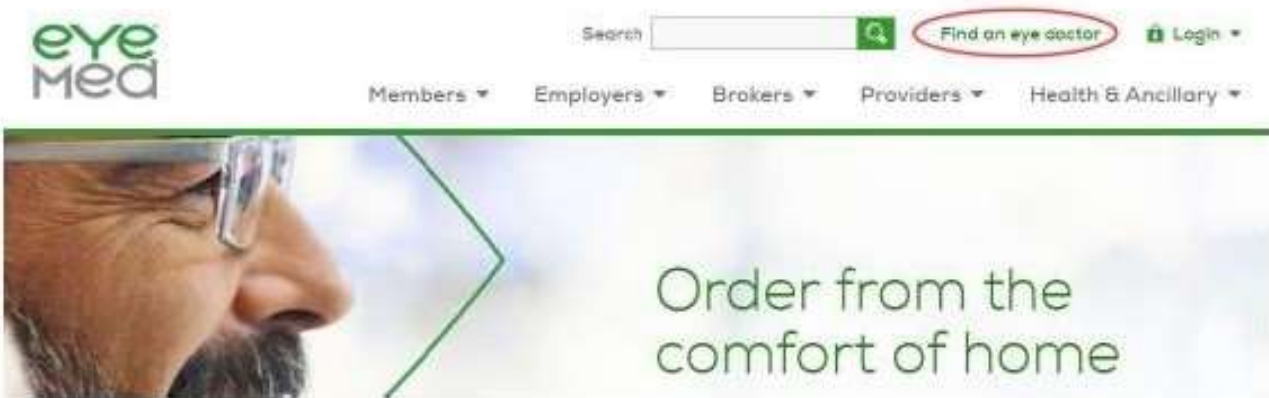 eye
Med
Search
Find an eye doctor
Login
Members
Employers
Brokers
Providers
Health & Ancillary
Order from the
comfort of home